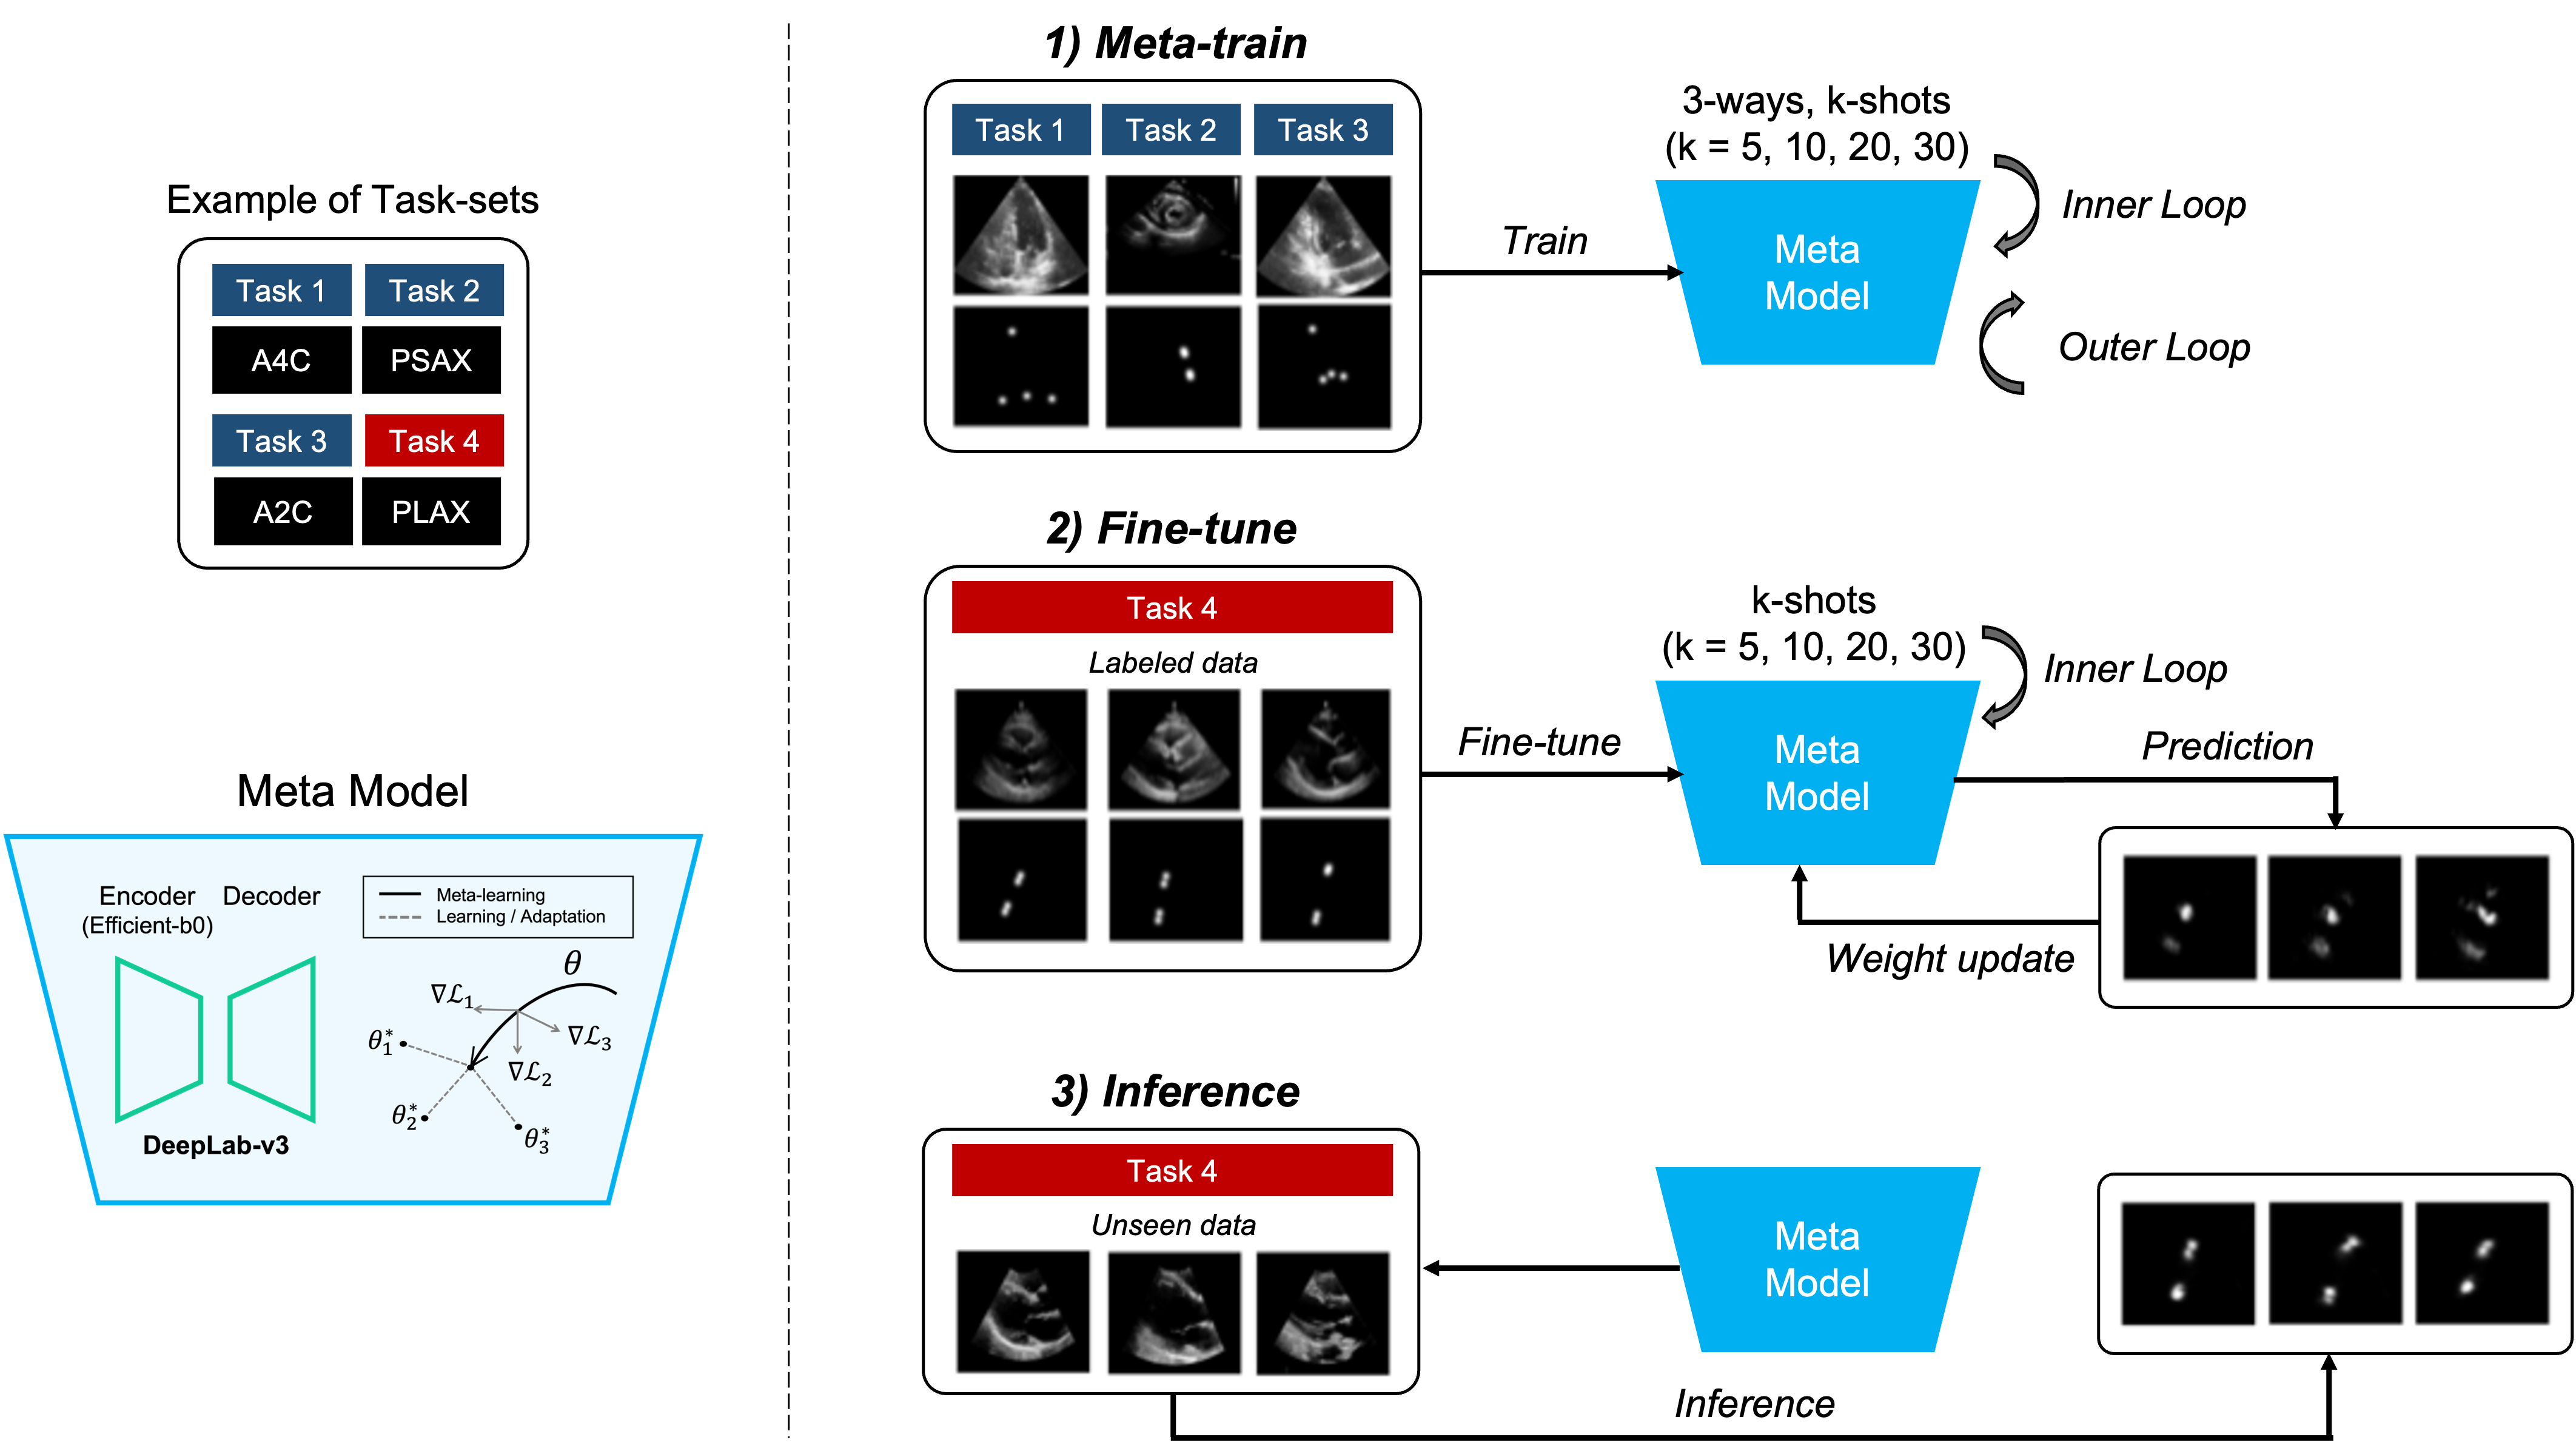 Example of Task-sets
Task 1
Task 2
A4C
PSAX
Task 3
Task 4
A2C
PLAX
Meta Model
Encoder
(Efficient-b0)
Decoder
DeepLab-v3
Meta-learning
Learning / Adaptation
θ
∇ℒ₁
∇ℒ₂
∇ℒ₃
θ₁*
θ₂*
θ₃*
1) Meta-train
Task 1
Task 2
Task 3
Train
3-ways, k-shots
(k = 5, 10, 20, 30)
Meta
Model
Inner Loop
Outer Loop
2) Fine-tune
Task 4
Labeled data
Fine-tune
k-shots
(k = 5, 10, 20, 30)
Meta
Model
Inner Loop
Prediction
Weight update
3) Inference
Task 4
Unseen data
Meta
Model
Inference